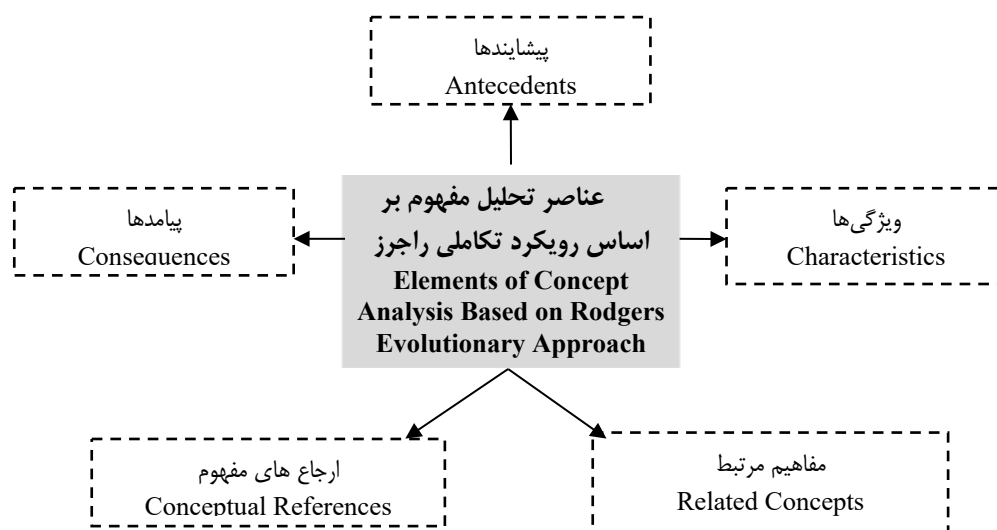 پیشایندها
Antecedents
عناصر تحلیل مفهوم بر
اساس رویکرد تکاملی راجرز
Elements of Concept
Analysis Based on Rodgers
Evolutionary Approach
پیامدها
Consequences
ویژگی‌ها
Characteristics
ارجاع های مفهوم
Conceptual References
مفاهیم مرتبط
Related Concepts